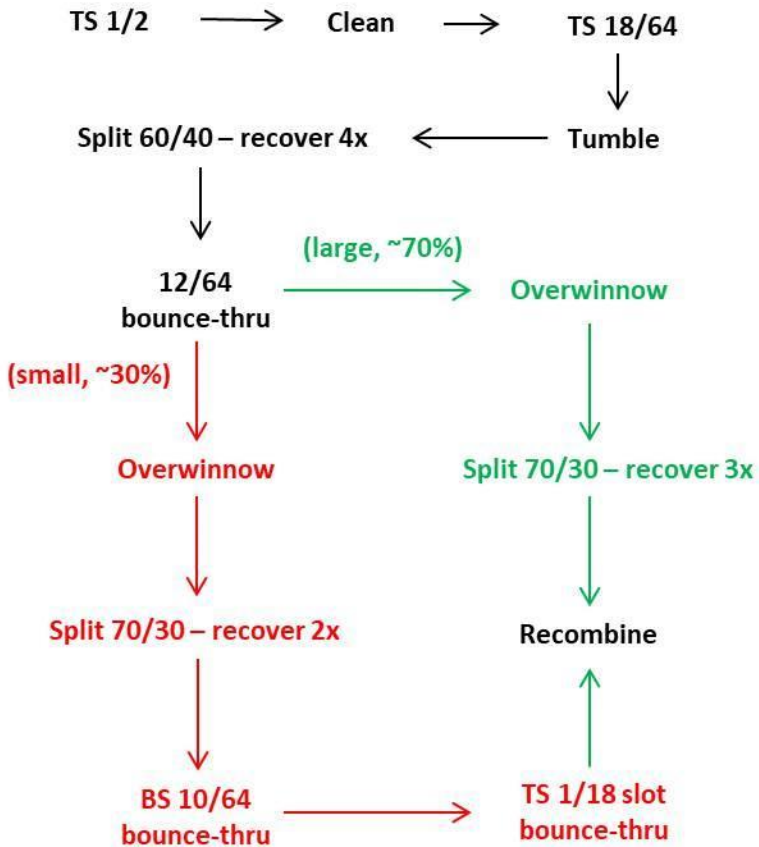 TS 1/2
Clean
TS 18/64
Tumble
Split 60/40 – recover 4x
12/64
bounce-thru
(large, ~70%)
Overwinnow
(small, ~30%)
Overwinnow
Split 70/30 – recover 3x
Split 70/30 – recover 2x
Recombine
BS 10/64
bounce-thru
TS 1/18 slot
bounce-thru